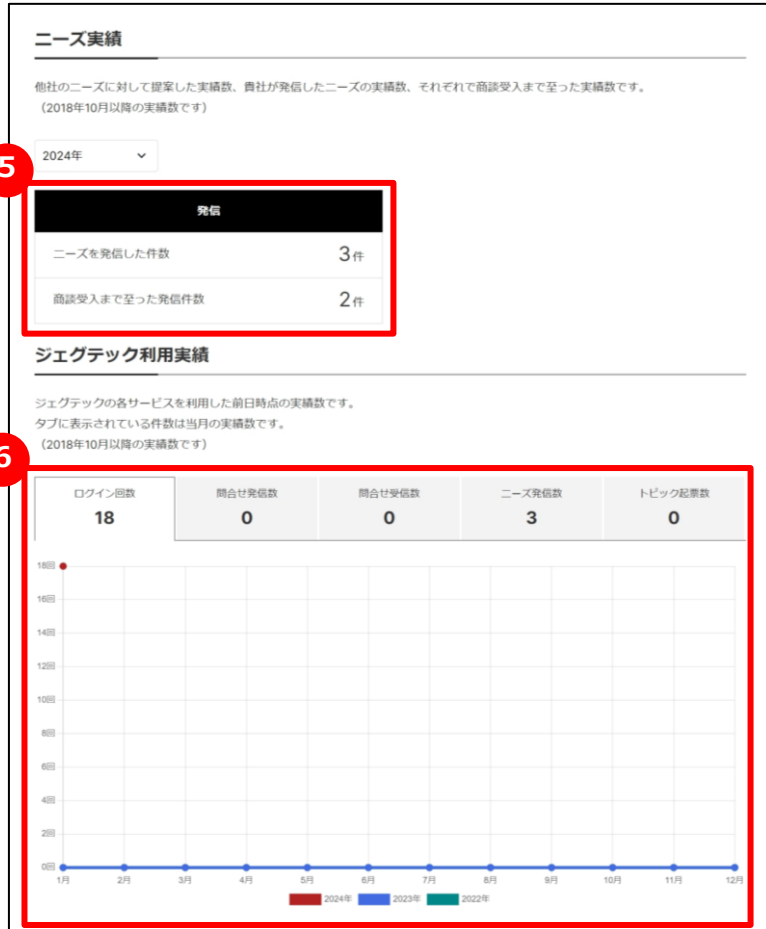 ニーズ実績
他社のニーズに対して提案した実績数、貴社が発信したニーズの実績数、それぞれで商談受入まで至った実績数です。
（2018年10月以降の実績数です）
2024年
5
発信
ニーズを発信した件数 3件
商談受入まで至った発信件数 2件
ジェグテック利用実績
ジェグテックの各サービスを利用した前日時点の実績数です。
タブに表示されている件数は当月の実績数です。
（2018年10月以降の実績数です）
6
ログイン回数 問合せ発信数 問合せ受信数 ニーズ発信数 トピック起票数
18 0 0 3 0
18回
16回
14回
12回
10回
8回
6回
4回
2回
0回
1月 2月 3月 4月 5月 6月 7月 8月 9月 10月 11月 12月
2024年 2023年 2022年